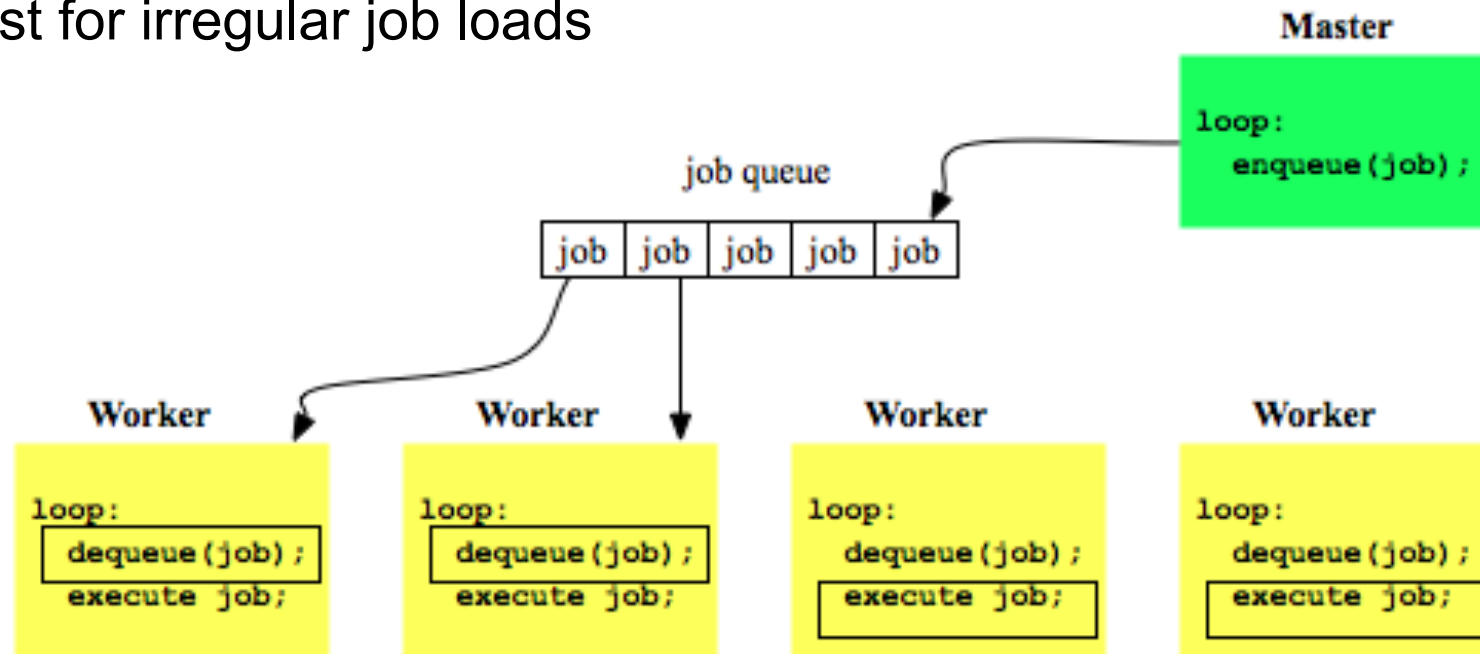 st for irregular job loads
Master
loop:
enqueue(job);
job queue
job job job job job
Worker Worker Worker Worker
loop: loop: loop: loop:
dequeue(job); dequeue(job); dequeue(job); dequeue(job);
execute job; execute job; execute job; execute job;